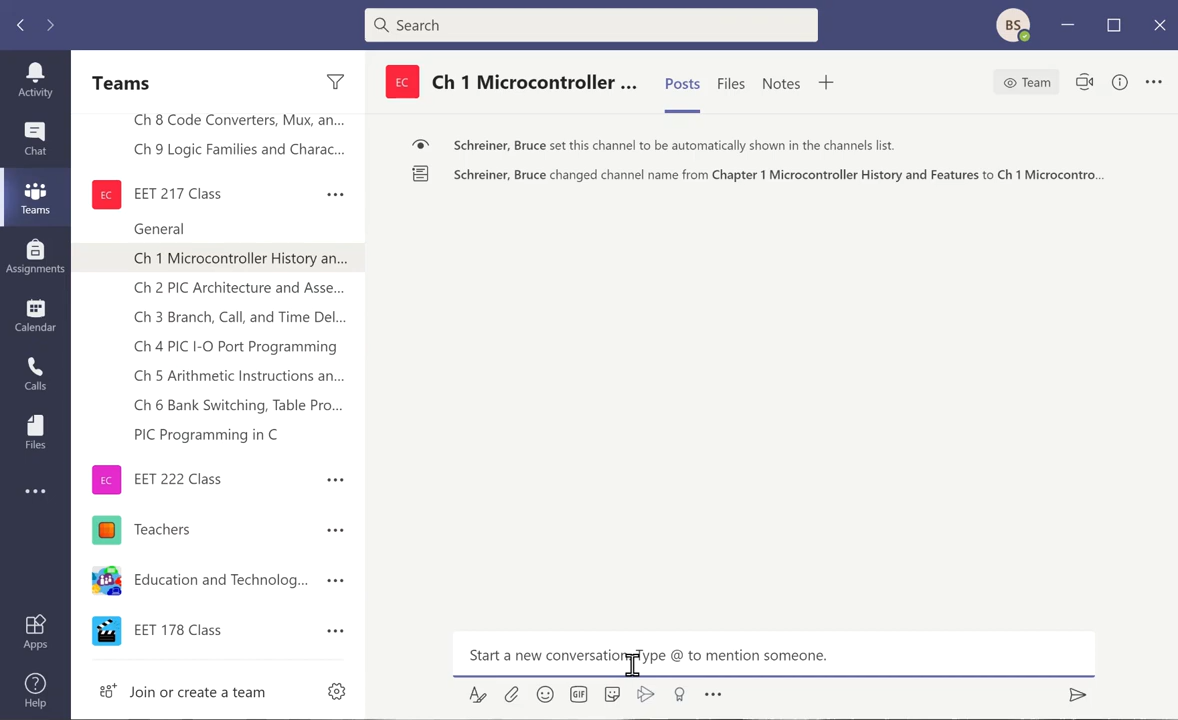 Search
BS
Activity
Chat
Teams
Assignments
Calendar
Calls
Files
Apps
Help
Teams
Ch 8 Code Converters, Mux, an...
Ch 9 Logic Families and Charac...
EC
EET 217 Class
General
Ch 1 Microcontroller History an...
Ch 2 PIC Architecture and Asse...
Ch 3 Branch, Call, and Time Del...
Ch 4 PIC I-O Port Programming
Ch 5 Arithmetic Instructions an...
Ch 6 Bank Switching, Table Pro...
PIC Programming in C
EC
EET 222 Class
Teachers
Education and Technolog...
EET 178 Class
Join or create a team
EC
Ch 1 Microcontroller ...
Posts
Files
Notes
Team
Schreiner, Bruce set this channel to be automatically shown in the channels list.
Schreiner, Bruce changed channel name from Chapter 1 Microcontroller History and Features to Ch 1 Microcontro...
Start a new conversation. Type @ to mention someone.
GIF